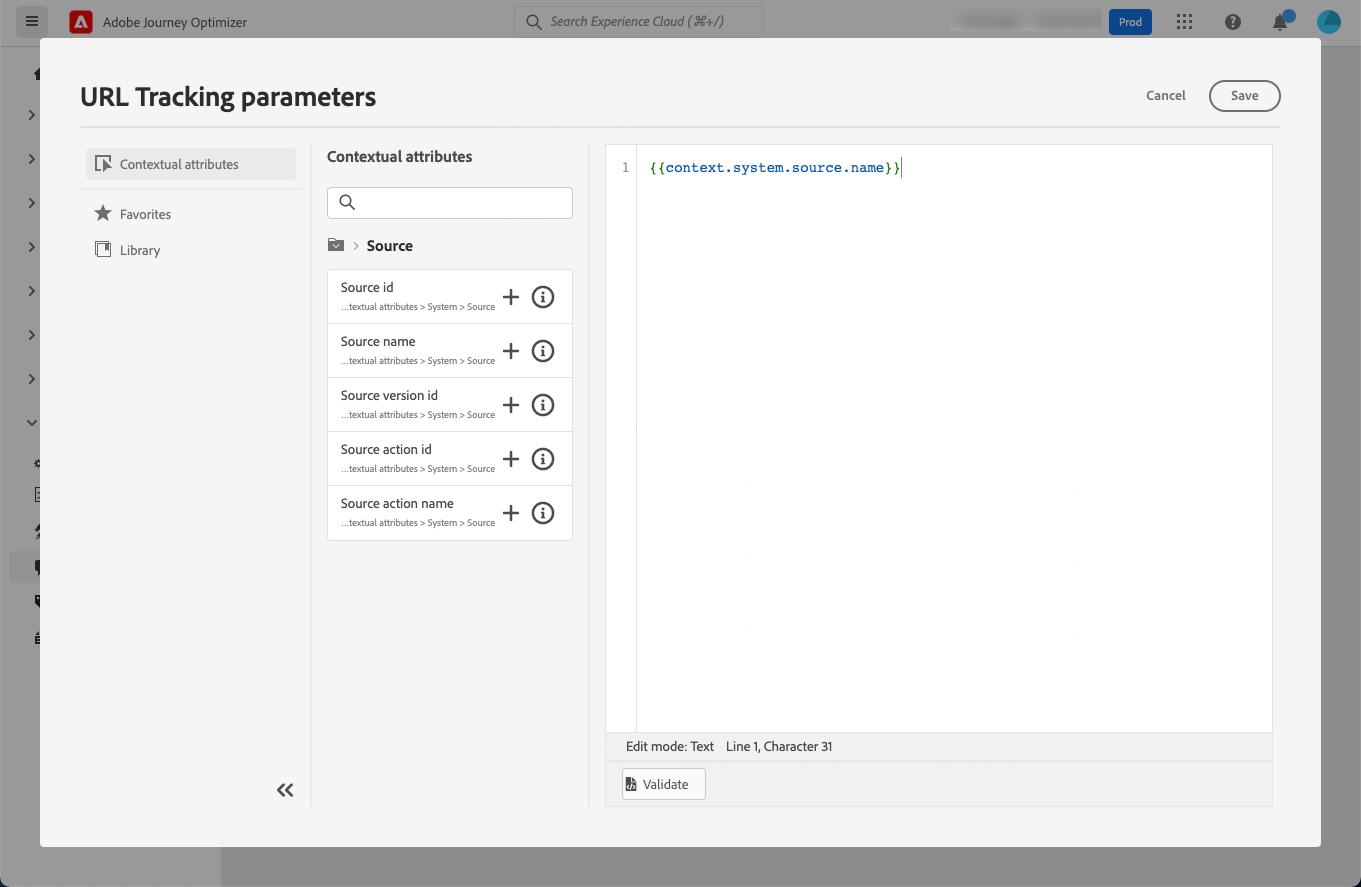 Adobe Journey Optimizer
Search Experience Cloud (⌘+/)
Prod
URL Tracking parameters
Cancel
Save
Contextual attributes
Favorites
Library
Contextual attributes
Source
Source id
...textual attributes > System > Source
Source name
...textual attributes > System > Source
Source version id
...textual attributes > System > Source
Source action id
...textual attributes > System > Source
Source action name
...textual attributes > System > Source
1 {{context.system.source.name}}
Edit mode: Text Line 1, Character 31
Validate